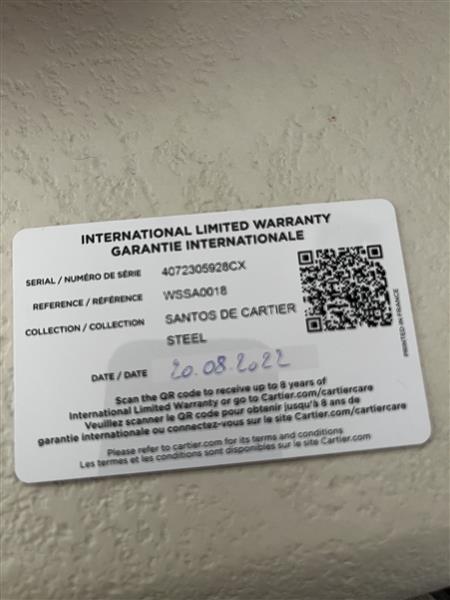 INTERNATIONAL LIMITED WARRANTY
GARANTIE INTERNATIONALE
SERIAL / NUMÉRO DE SÉRIE 4072305928CX
REFERENCE / RÉFÉRENCE WSSA0018
COLLECTION / COLLECTION SANTOS DE CARTIER
STEEL
DATE / DATE 20.08.2022
Scan the QR code to receive up to 8 years of
International Limited Warranty or go to Cartier.com/cartiercare
Veuillez scanner le QR code pour obtenir jusqu'à 8 ans de
garantie internationale ou connectez-vous sur le site Cartier.com/cartiercare
Please refer to cartier.com for its terms and conditions
Les termes et les conditions sont disponibles sur le site Cartier.com
PRINTED IN FRANCE